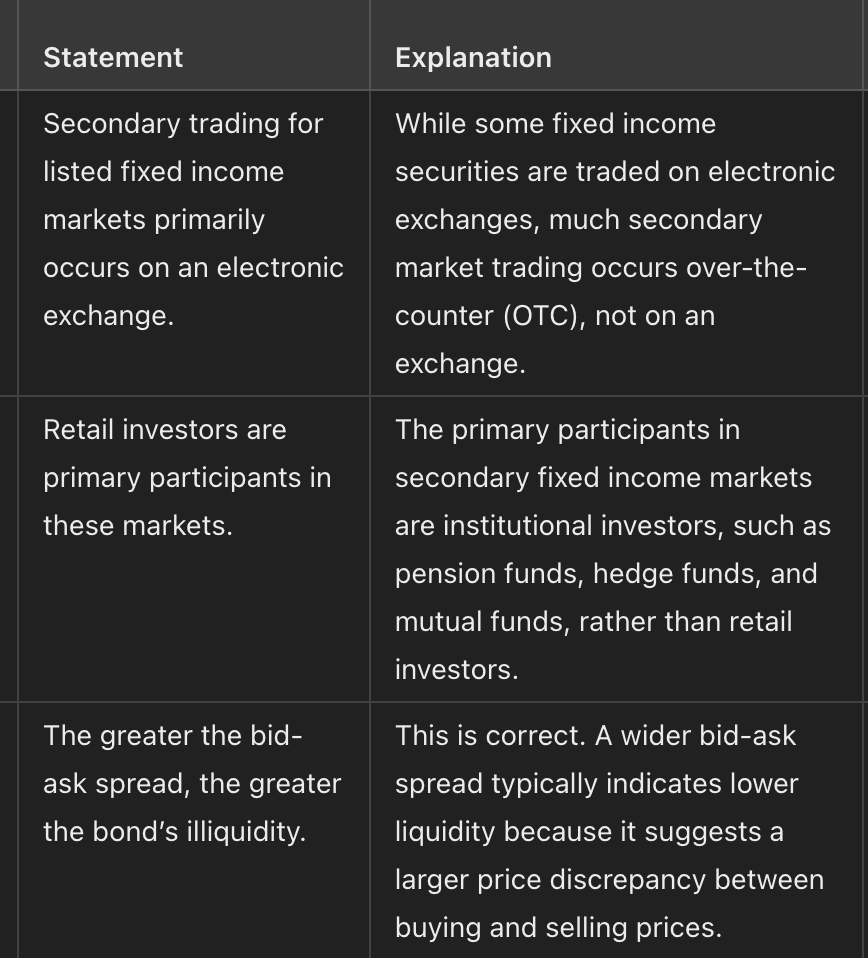 Statement
Explanation
Secondary trading for
listed fixed income
markets primarily
occurs on an electronic
exchange.
While some fixed income
securities are traded on electronic
exchanges, much secondary
market trading occurs over-the-
counter (OTC), not on an
exchange.
Retail investors are
primary participants in
these markets.
The primary participants in
secondary fixed income markets
are institutional investors, such as
pension funds, hedge funds, and
mutual funds, rather than retail
investors.
The greater the bid-
ask spread, the greater
the bond’s illiquidity.
This is correct. A wider bid-ask
spread typically indicates lower
liquidity because it suggests a
larger price discrepancy between
buying and selling prices.